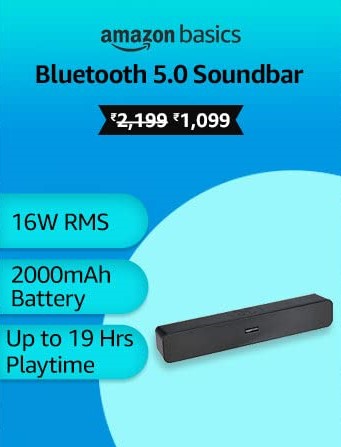 amazon basics
Bluetooth 5.0 Soundbar
₹2,199 ₹1,099
16W RMS
2000mAh
Battery
Up to 19 Hrs
Playtime